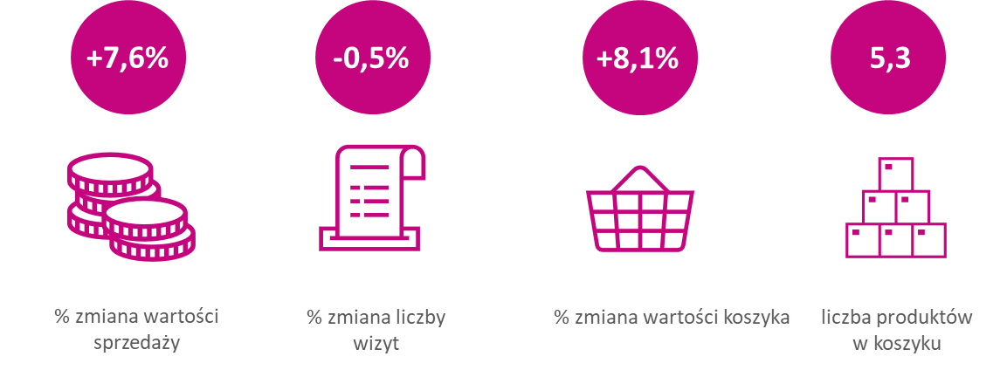 +7,6%
-0,5%
+8,1%
5,3
% zmiana wartości
sprzedaży
% zmiana liczby
wizyt
% zmiana wartości koszyka
liczba produktów
w koszyku